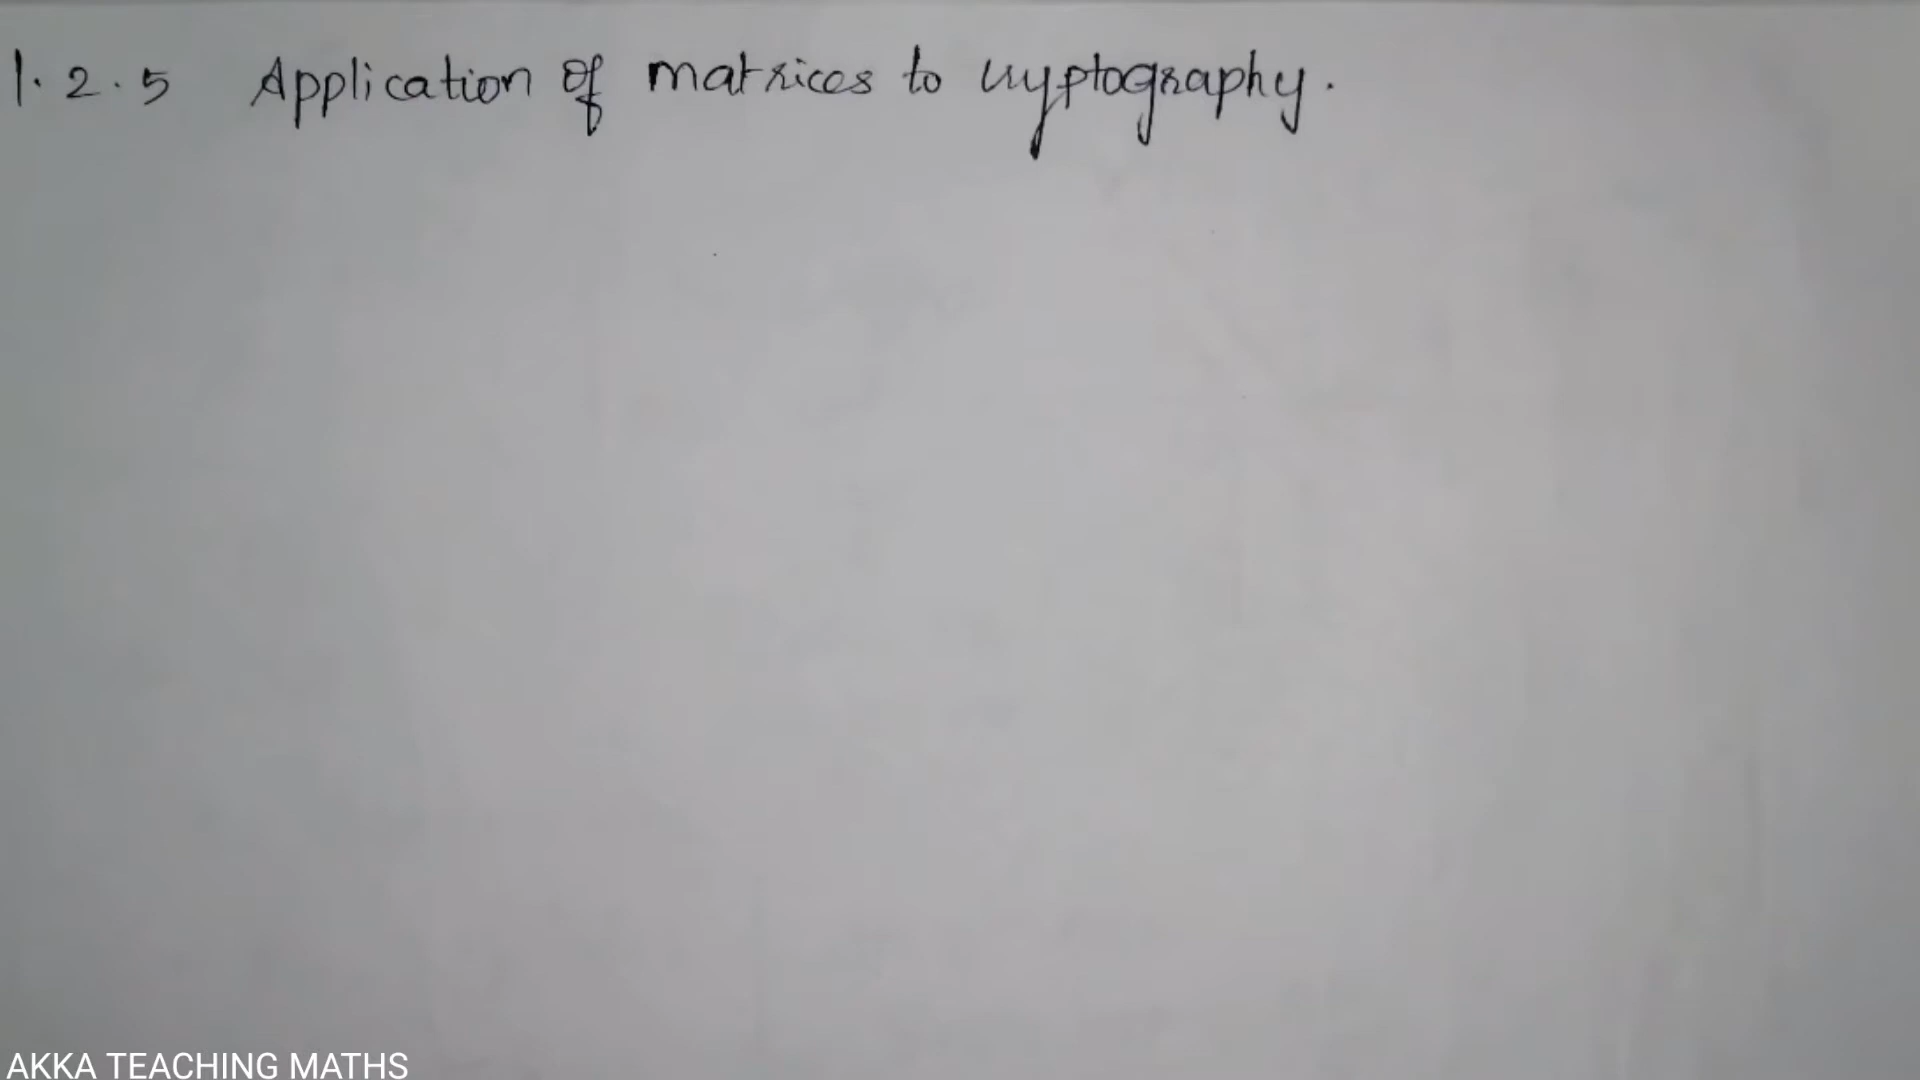 1.2.5 Application of matrices to cryptography.
AKKA TEACHING MATHS